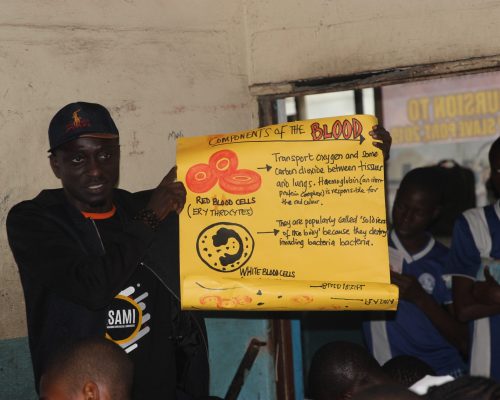 COMPONENTS OF THE BLOOD
Transport oxygen and some
carbon dioxide between tissues
and lungs. Haemoglobin (an iron-
protein complex) is responsible for
the red colour.
RED BLOOD CELLS
(ERYTHROCYTES)
They are popularly called 'Soldiers
of the body' because they destroy
invading bacteria bacteria.
WHITE BLOOD CELLS
SAMI
VERSION TO
SLAVE